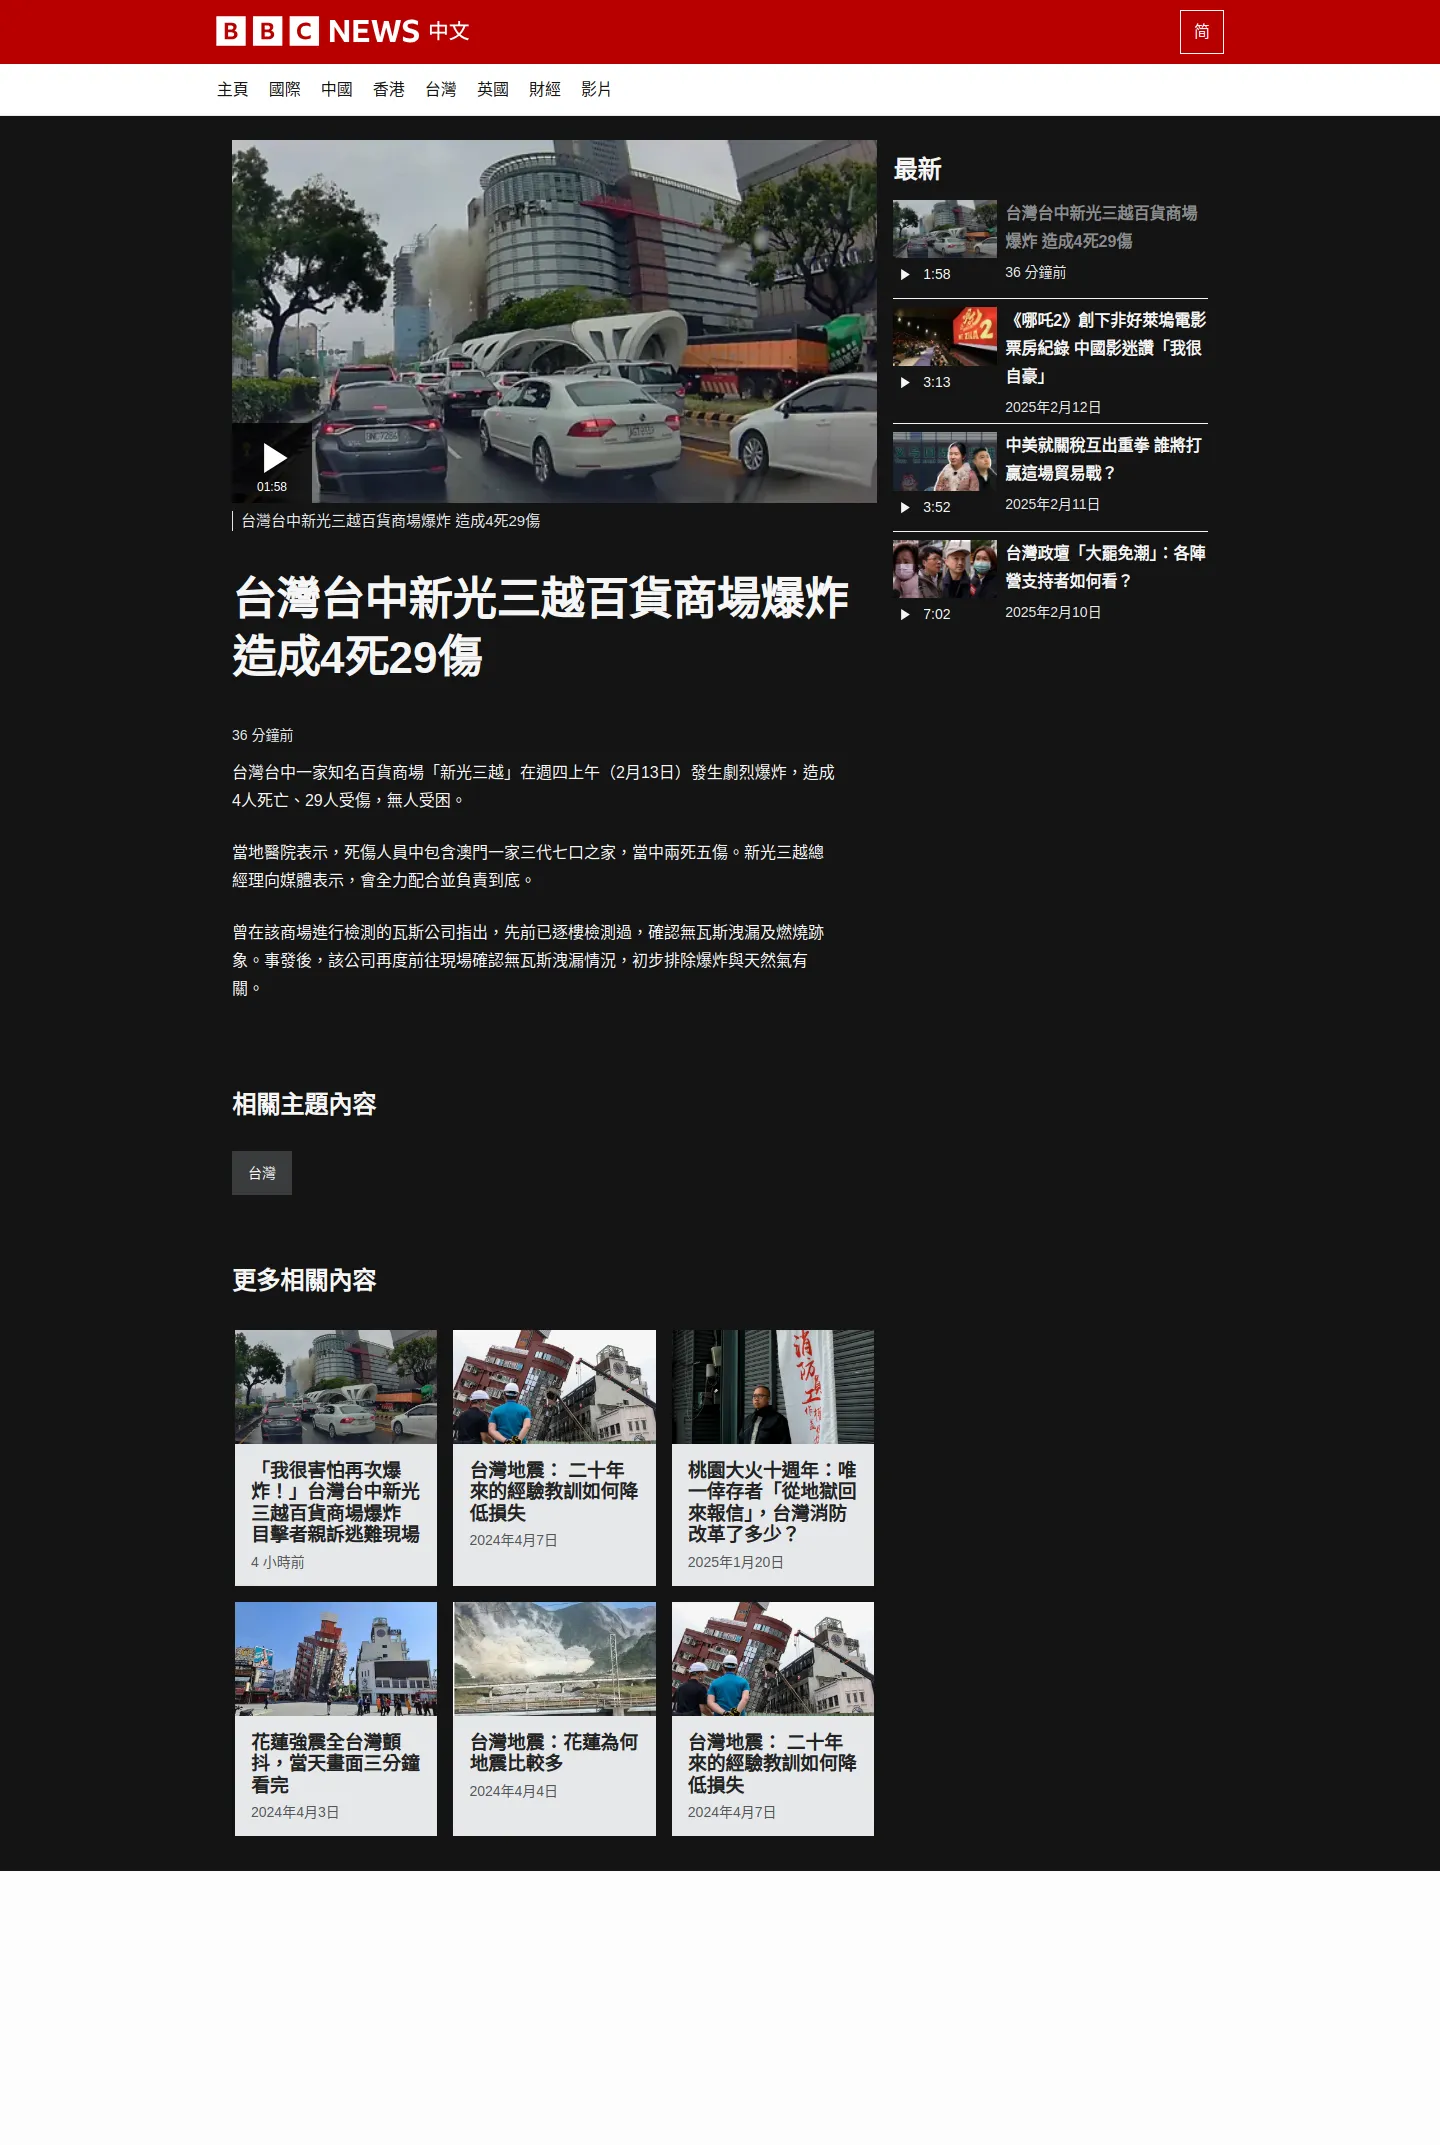 BBC NEWS 中文
简
主頁 國際 中國 香港 台灣 英國 財經 影片
01:58
台灣台中新光三越百貨商場爆炸 造成4死29傷
台灣台中新光三越百貨商場爆炸
造成4死29傷
36 分鐘前
台灣台中一家知名百貨商場「新光三越」在週四上午（2月13日）發生劇烈爆炸，造成
4人死亡、29人受傷，無人受困。
當地醫院表示，死傷人員中包含澳門一家三代七口之家，當中兩死五傷。新光三越總
經理向媒體表示，會全力配合並負責到底。
曾在該商場進行檢測的瓦斯公司指出，先前已逐樓檢測過，確認無瓦斯洩漏及燃燒跡
象。事發後，該公司再度前往現場確認無瓦斯洩漏情況，初步排除爆炸與天然氣有
關。
最新
台灣台中新光三越百貨商場
爆炸 造成4死29傷
1:58
36 分鐘前
《哪吒2》創下非好萊塢電影
票房紀錄 中國影迷讚「我很
自豪」
3:13
2025年2月12日
中美就關稅互出重拳 誰將打
贏這場貿易戰？
3:52
2025年2月11日
台灣政壇「大罷免潮」：各陣
營支持者如何看？
7:02
2025年2月10日
相關主題內容
台灣
更多相關內容
「我很害怕再次爆
炸！」台灣台中新光
三越百貨商場爆炸
目擊者親訴逃難現場
4 小時前
台灣地震： 二十年
來的經驗教訓如何降
低損失
2024年4月7日
消防員工作
桃園大火十週年：唯
一倖存者「從地獄回
來報信」，台灣消防
改革了多少？
2025年1月20日
花蓮強震全台灣顫
抖，當天畫面三分鐘
看完
2024年4月3日
台灣地震：花蓮為何
地震比較多
2024年4月4日
台灣地震： 二十年
來的經驗教訓如何降
低損失
2024年4月7日